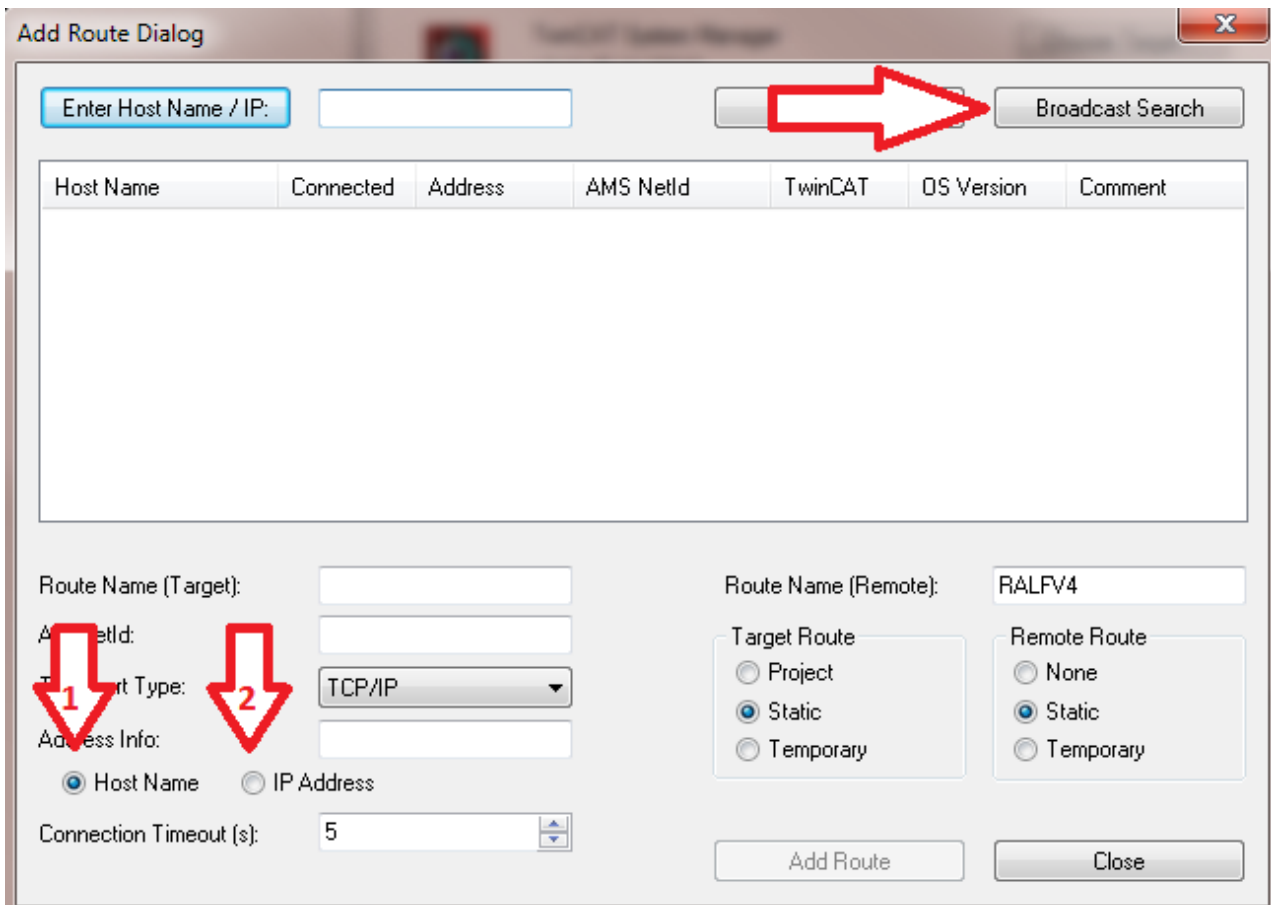 Add Route Dialog
Enter Host Name / IP:
Broadcast Search
Host Name Connected Address AMS NetId TwinCAT OS Version Comment
Route Name (Target):
Route Name (Remote): RALFV4
Target Route
Remote Route
Project
None
1
Type:
2
TCP/IP
Static
Static
Info:
Temporary
Temporary
Host Name
IP Address
Connection Timeout (s): 5
Add Route
Close